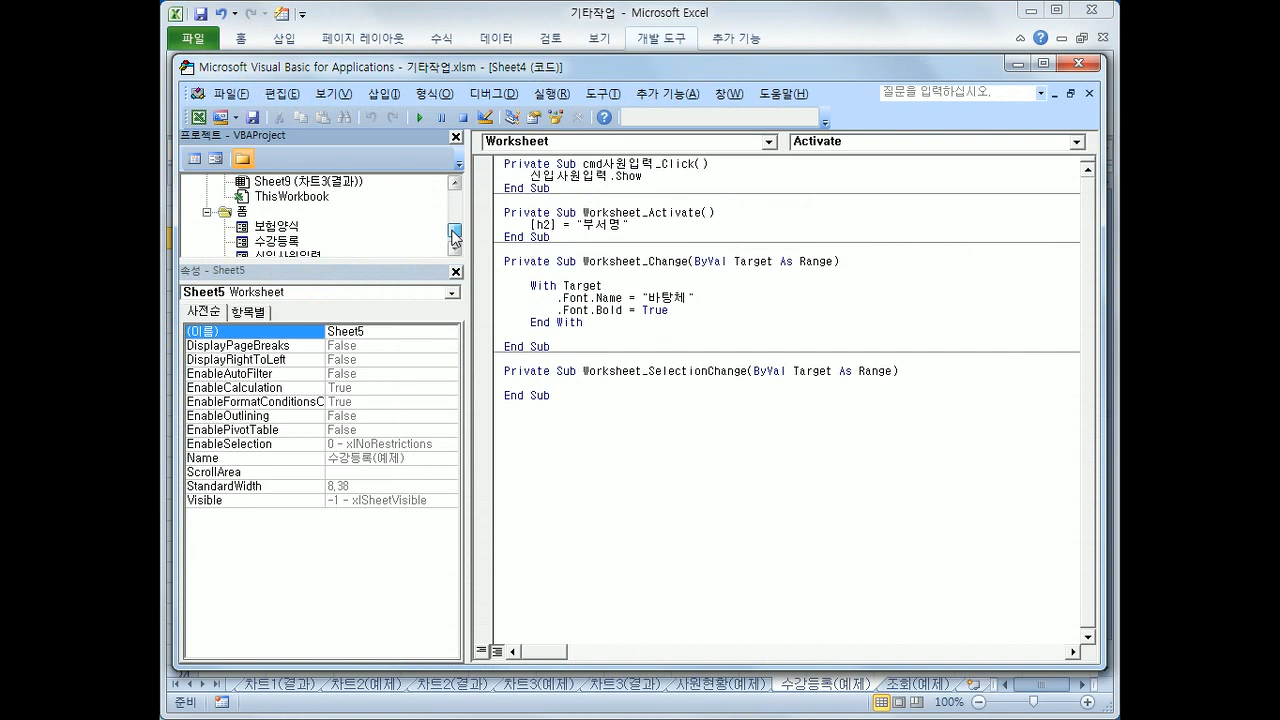 기타작업 - Microsoft Excel
파일 홈 삽입 페이지 레이아웃 수식 데이터 검토 보기 개발 도구 추가 기능
Microsoft Visual Basic for Applications - 기타작업.xlsm - [Sheet4 (코드)]
파일(F) 편집(E) 보기(V) 삽입(I) 형식(O) 디버그(D) 실행(R) 도구(T) 추가 기능(A) 창(W) 도움말(H) 질문을 입력하십시오.
프로젝트 - VBAProject
Sheet9 (차트3(결과))
ThisWorkbook
폼
보험양식
수강등록
신입사원입력
속성 - Sheet5
Sheet5 Worksheet
사전순 항목별
(이름) Sheet5
DisplayPageBreaks False
DisplayRightToLeft False
EnableAutoFilter False
EnableCalculation True
EnableFormatConditionsC True
EnableOutlining False
EnablePivotTable False
EnableSelection 0 - xlNoRestrictions
Name 수강등록(예제)
ScrollArea
StandardWidth 8,38
Visible -1 - xlSheetVisible
Worksheet Activate
Private Sub cmd사원입력_Click()
신입사원입력.Show
End Sub
Private Sub Worksheet_Activate()
[h2] = "부서명"
End Sub
Private Sub Worksheet_Change(ByVal Target As Range)
With Target
.Font.Name = "바탕체"
.Font.Bold = True
End With
End Sub
Private Sub Worksheet_SelectionChange(ByVal Target As Range)
End Sub
차트1(결과) 차트2(예제) 차트2(결과) 차트3(예제) 차트3(결과) 사원현황(예제) 수강등록(예제) 조회(예제)
준비 100%